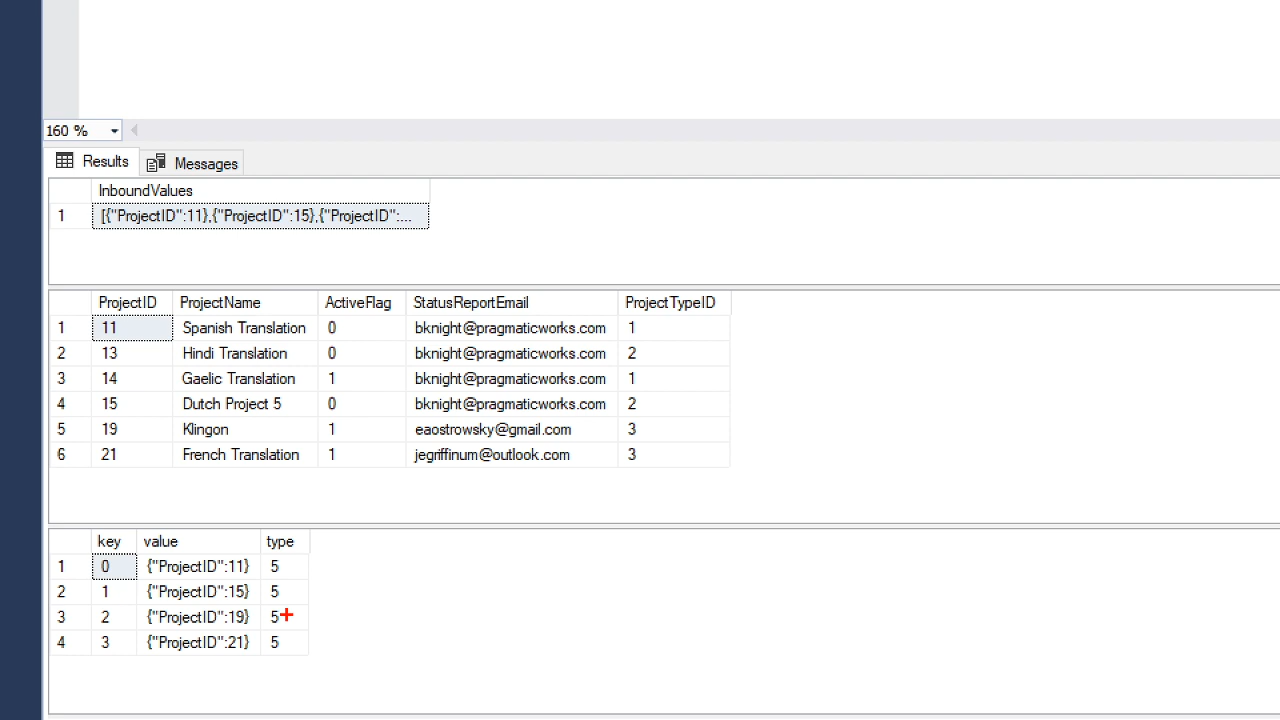 160 %
Results Messages
InboundValues
1 [{"ProjectID":11},{"ProjectID":15},{"ProjectID":...
ProjectID ProjectName ActiveFlag StatusReportEmail ProjectTypeID
1 11 Spanish Translation 0 bknight@pragmaticworks.com 1
2 13 Hindi Translation 0 bknight@pragmaticworks.com 2
3 14 Gaelic Translation 1 bknight@pragmaticworks.com 1
4 15 Dutch Project 5 0 bknight@pragmaticworks.com 2
5 19 Klingon 1 eaostrowsky@gmail.com 3
6 21 French Translation 1 jegriffinum@outlook.com 3
key value type
1 0 {"ProjectID":11} 5
2 1 {"ProjectID":15} 5
3 2 {"ProjectID":19} 5
4 3 {"ProjectID":21} 5